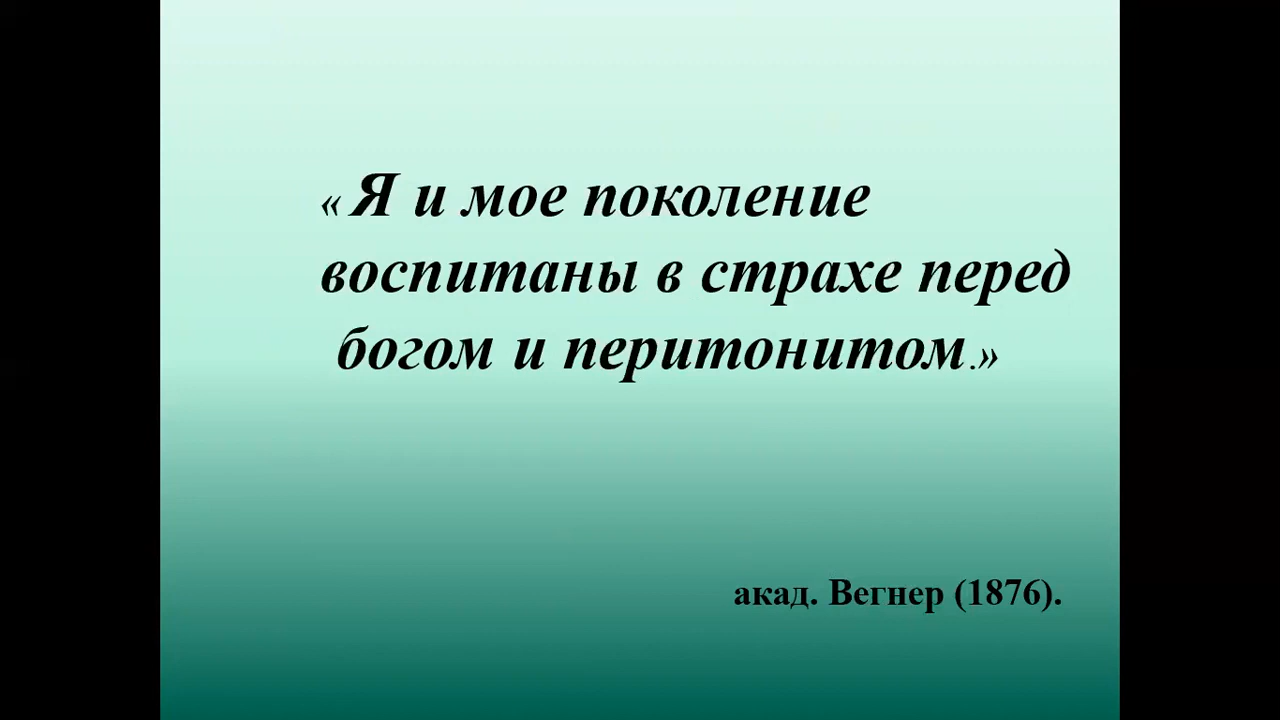 « Я и мое поколение
воспитаны в страхе перед
богом и перитонитом.»
акад. Вегнер (1876).